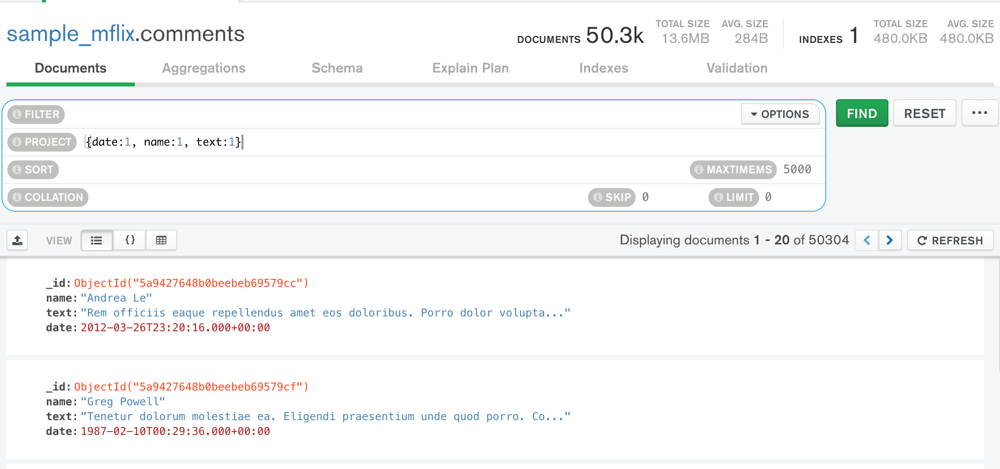 sample_mflix.comments
DOCUMENTS 50.3k TOTAL SIZE 13.6MB AVG. SIZE 284B INDEXES 1 TOTAL SIZE 480.0KB AVG. SIZE 480.0KB
Documents Aggregations Schema Explain Plan Indexes Validation
FILTER OPTIONS FIND RESET ...
PROJECT {date:1, name:1, text:1}
SORT MAXTIMEMS 5000
COLLATION SKIP 0 LIMIT 0
VIEW {} Displaying documents 1 - 20 of 50304 < > REFRESH
_id: ObjectId("5a9427648b0beebeb69579cc")
name: "Andrea Le"
text: "Rem officiis eaque repellendus amet eos doloribus. Porro dolor volupta..."
date: 2012-03-26T23:20:16.000+00:00
_id: ObjectId("5a9427648b0beebeb69579cf")
name: "Greg Powell"
text: "Tenetur dolorum molestiae ea. Eligendi praesentium unde quod porro. Co..."
date: 1987-02-10T00:29:36.000+00:00